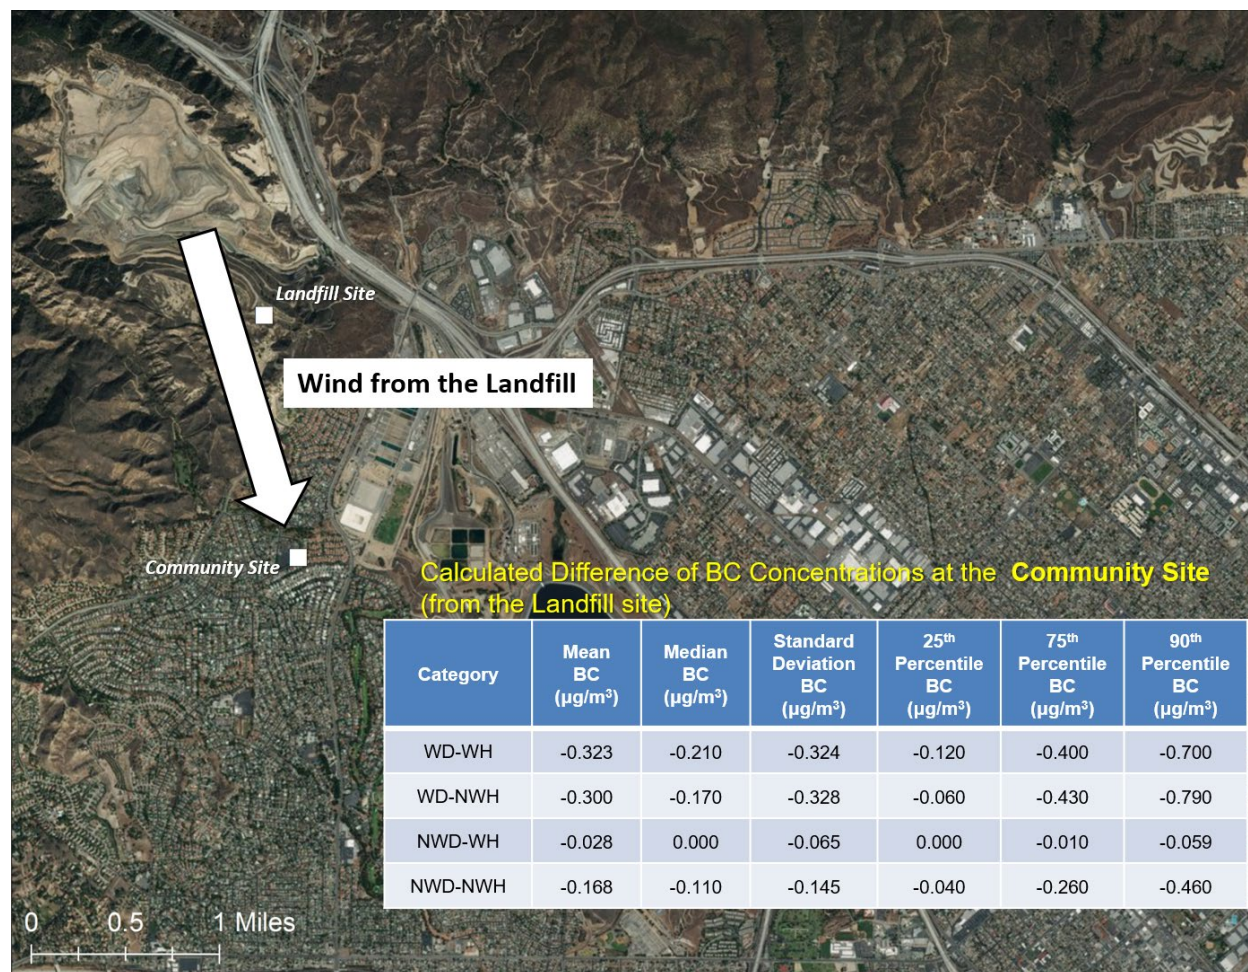 Landfill Site
Wind from the Landfill
Community Site
Calculated Difference of BC Concentrations at the Community Site
(from the Landfill site)
Category Mean BC (µg/m³) Median BC (µg/m³) Standard Deviation BC (µg/m³) 25th Percentile BC (µg/m³) 75th Percentile BC (µg/m³) 90th Percentile BC (µg/m³)
WD-WH -0.323 -0.210 -0.324 -0.120 -0.400 -0.700
WD-NWH -0.300 -0.170 -0.328 -0.060 -0.430 -0.790
NWD-WH -0.028 0.000 -0.065 0.000 -0.010 -0.059
NWD-NWH -0.168 -0.110 -0.145 -0.040 -0.260 -0.460
0 0.5 1 Miles